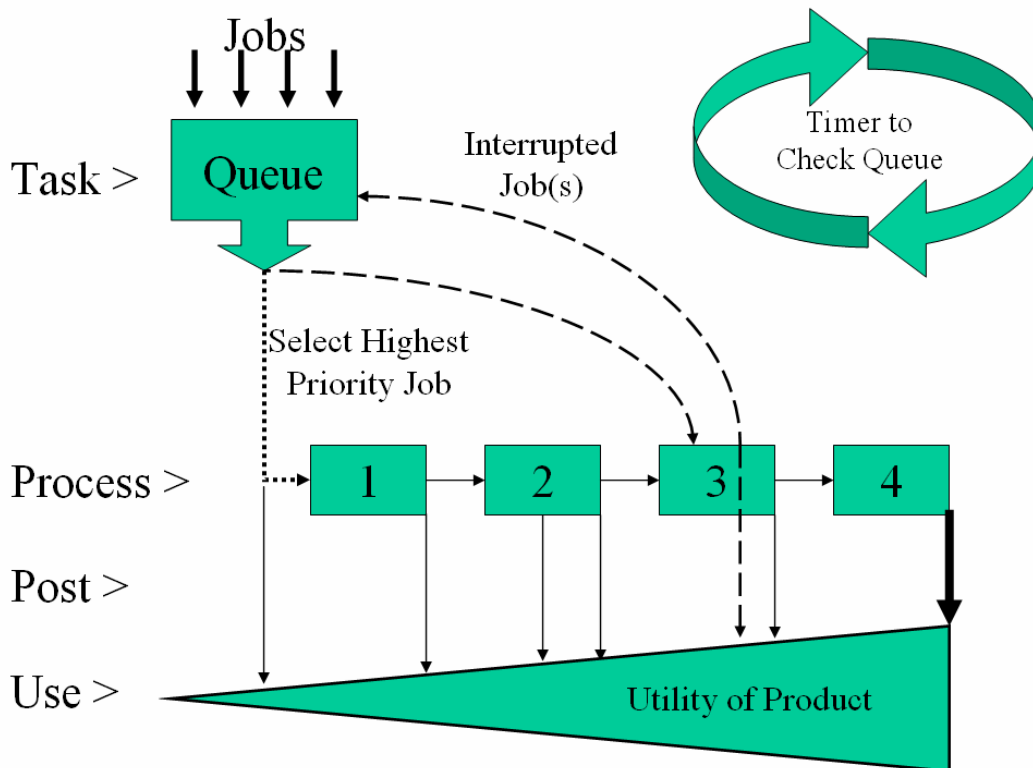 Jobs
Timer to
Check Queue
Interrupted
Job(s)
Task >
Queue
Select Highest
Priority Job
Process >
1
2
3
4
Post >
Use >
Utility of Product